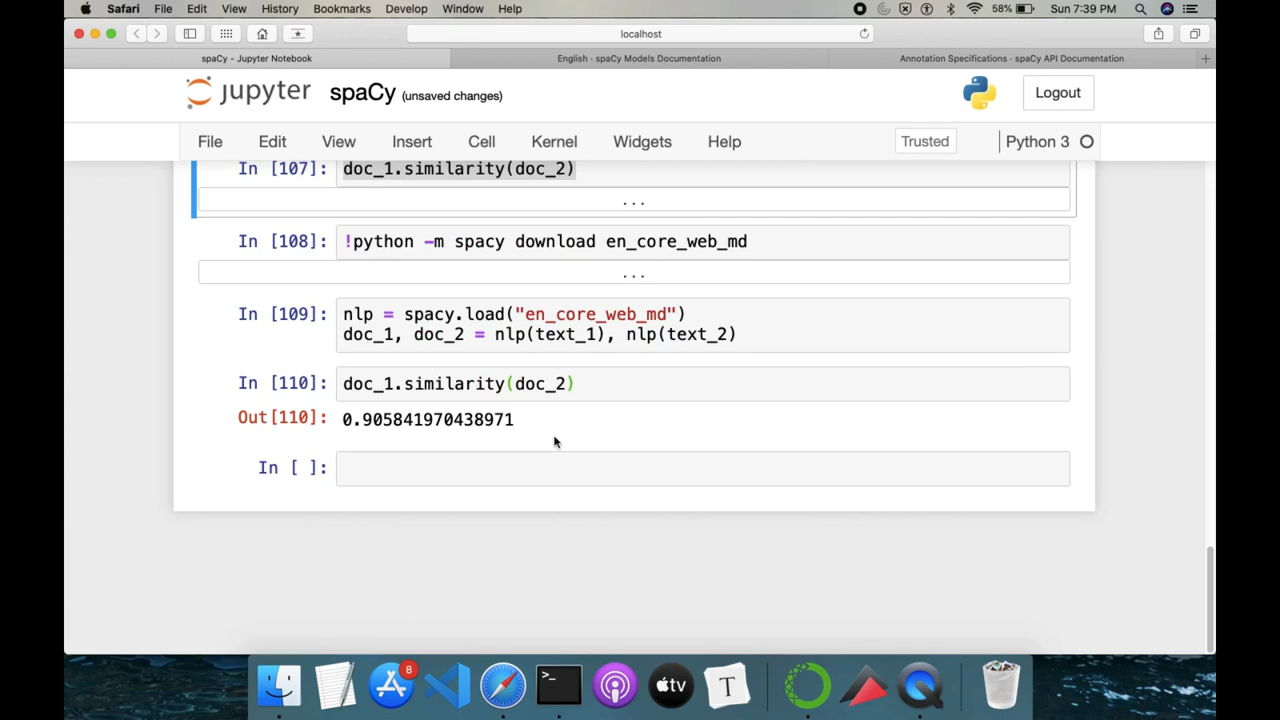 Safari File Edit View History Bookmarks Develop Window Help 58% Sun 7:39 PM
localhost
spaCy - Jupyter Notebook English · spaCy Models Documentation Annotation Specifications · spaCy API Documentation
jupyter spaCy (unsaved changes) Logout
File Edit View Insert Cell Kernel Widgets Help Trusted Python 3
In [107]: doc_1.similarity(doc_2)
...
In [108]: !python -m spacy download en_core_web_md
...
In [109]: nlp = spacy.load("en_core_web_md")
doc_1, doc_2 = nlp(text_1), nlp(text_2)
In [110]: doc_1.similarity(doc_2)
Out[110]: 0.905841970438971
In [ ]:
8
>_
tv
T